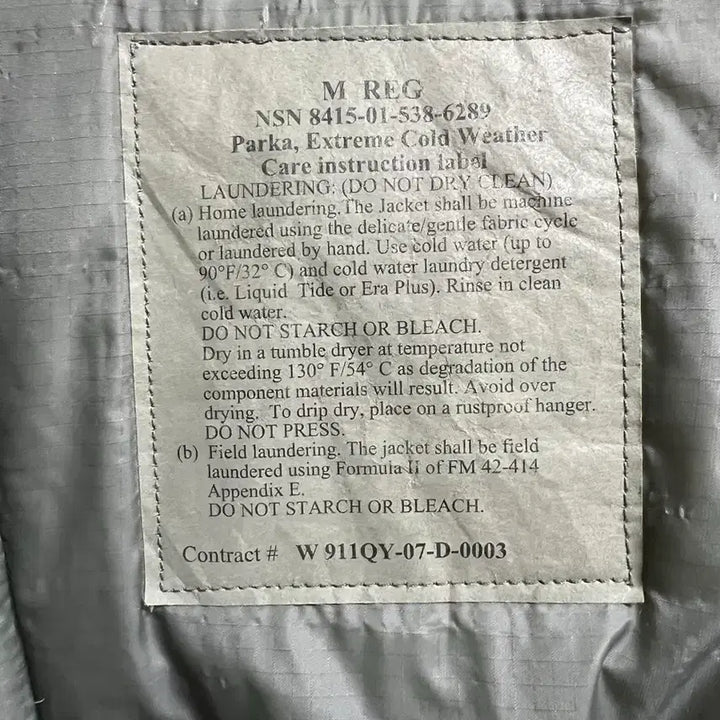 M REG
NSN 8415-01-538-6289
Parka, Extreme Cold Weather
Care instruction label
LAUNDERING: (DO NOT DRY CLEAN)
(a) Home laundering. The Jacket shall be machine
laundered using the delicate/gentle fabric cycle
or laundered by hand. Use cold water (up to
90°F/32° C) and cold water laundry detergent
(i.e. Liquid Tide or Era Plus). Rinse in clean
cold water.
DO NOT STARCH OR BLEACH.
Dry in a tumble dryer at temperature not
exceeding 130° F/54° C as degradation of the
component materials will result. Avoid over
drying. To drip dry, place on a rustproof hanger.
DO NOT PRESS.
(b) Field laundering. The jacket shall be field
laundered using Formula II of FM 42-414
Appendix E.
DO NOT STARCH OR BLEACH.
Contract # W 911QY-07-D-0003